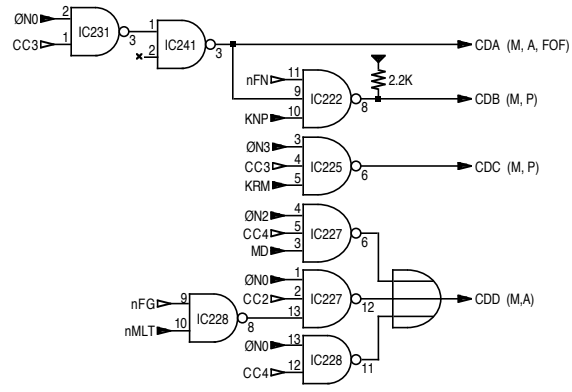 ØN0 2 1 IC231 3 1 IC241 3 CDA (M, A, FOF)
CC3 1 × 2
nFN 11 2.2K
9 IC222 8 CDB (M, P)
KNP 10
ØN3 3
CC3 4 IC225 6 CDC (M, P)
KRM 5
ØN2 4
CC4 5 IC227 6
MD 3
ØN0 1
CC2 2 IC227 12 CDD (M,A)
nFG 9 13
nMLT 10 IC228 8
ØN0 13
CC4 12 IC228 11